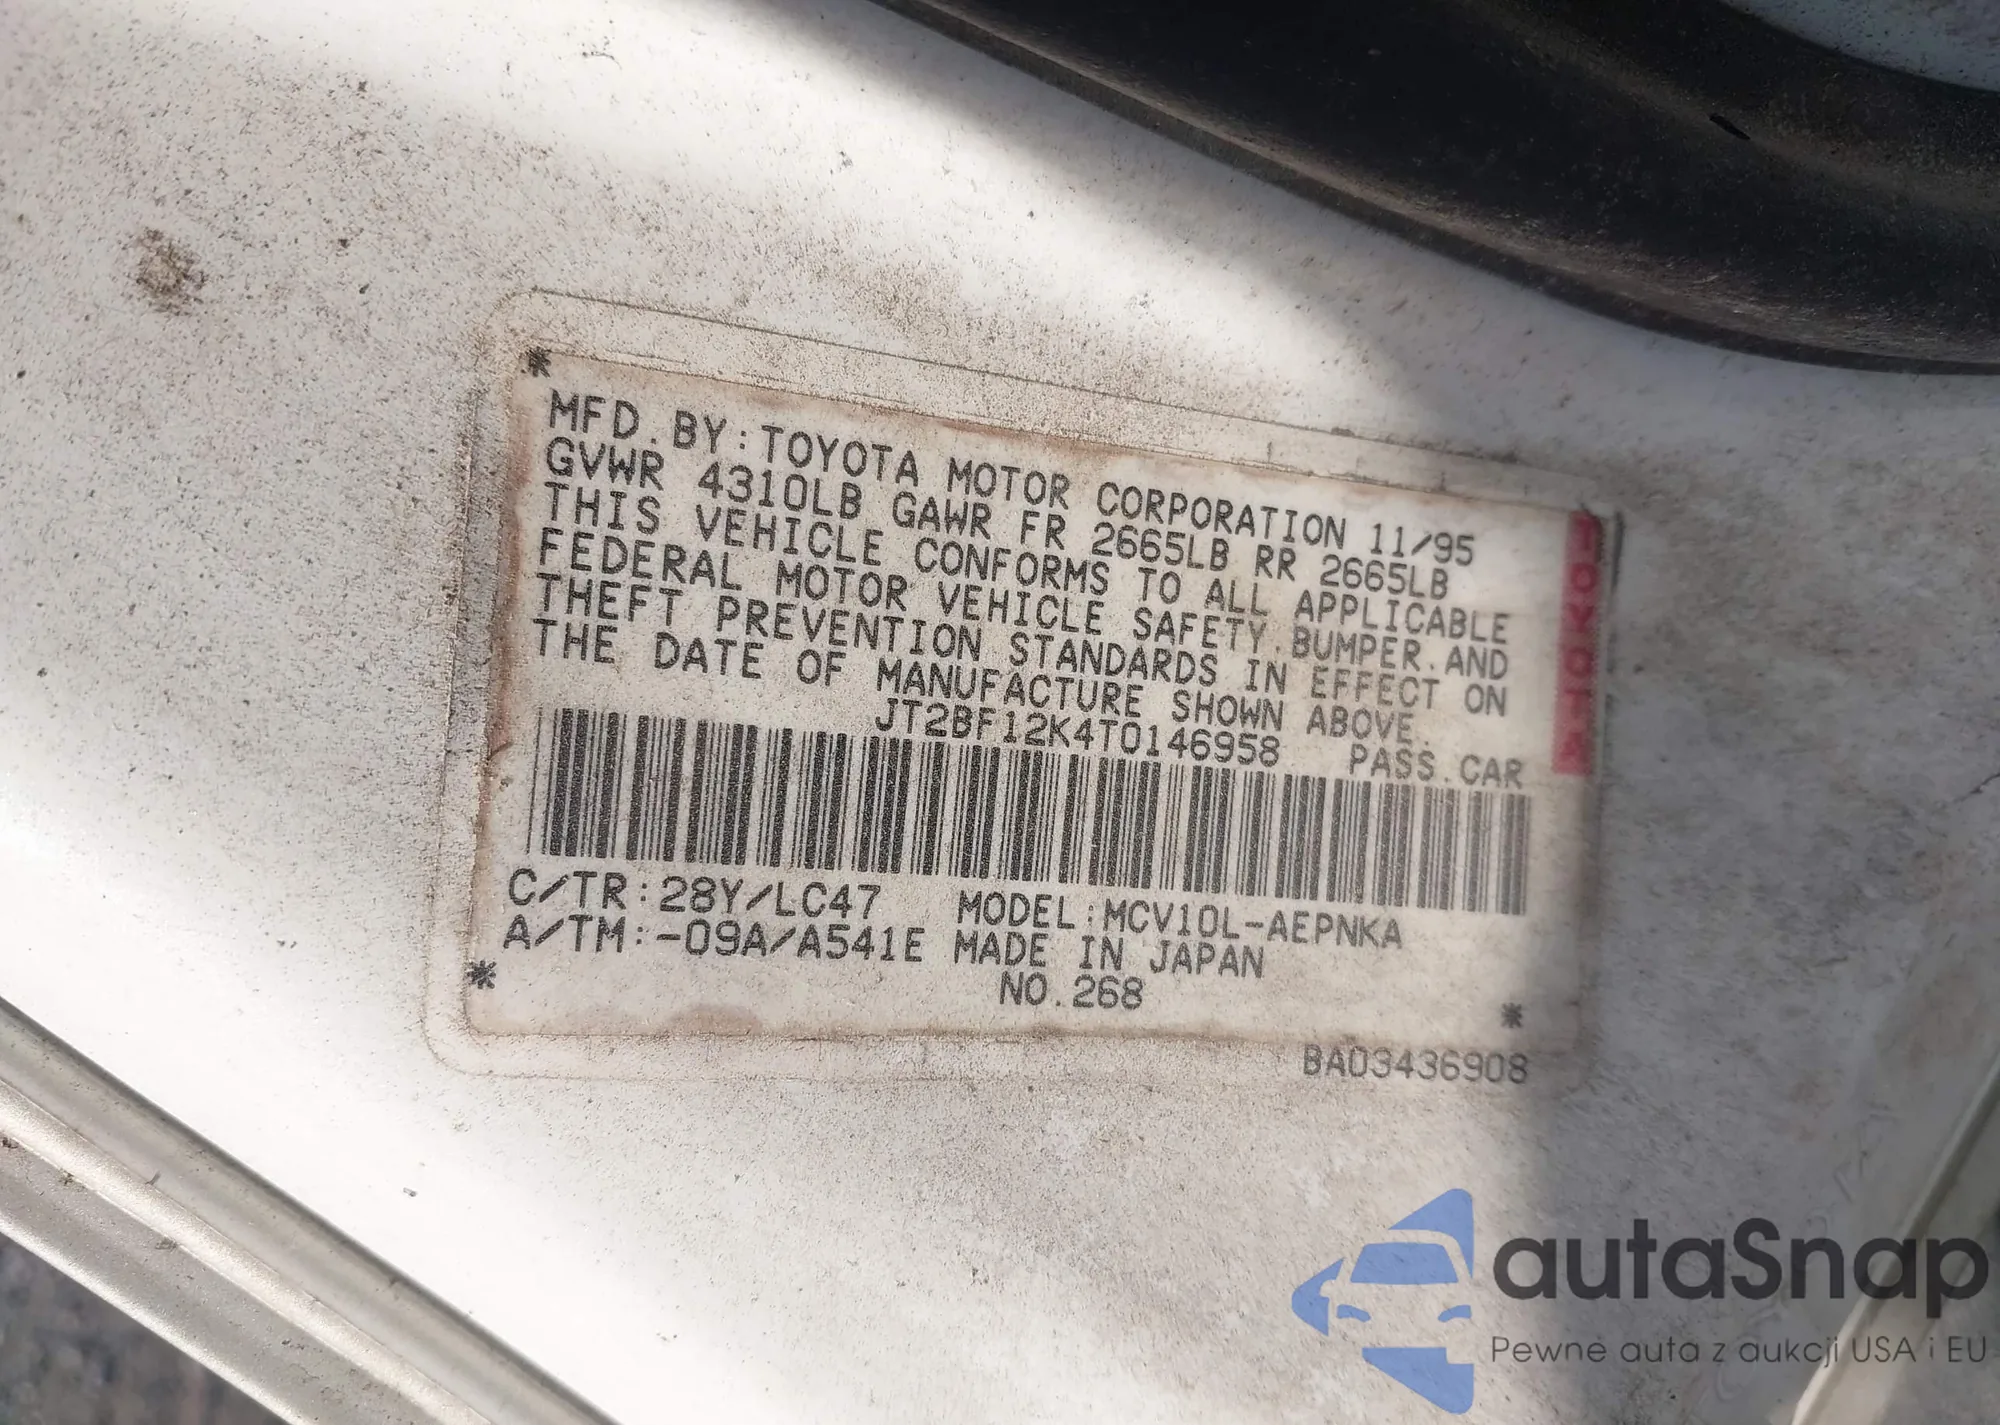 *
MFD.BY:TOYOTA MOTOR CORPORATION 11/95
GVWR 4310LB GAWR FR 2665LB RR 2665LB
THIS VEHICLE CONFORMS TO ALL APPLICABLE
FEDERAL MOTOR VEHICLE SAFETY.BUMPER.AND
THEFT PREVENTION STANDARDS IN EFFECT ON
THE DATE OF MANUFACTURE SHOWN ABOVE.
JT2BF12K4T0146958 PASS.CAR
TOYOTA
C/TR:28Y/LC47 MODEL:MCV10L-AEPNKA
A/TM:-09A/A541E MADE IN JAPAN
* NO.268 *
BA03436908
autaSnap
Pewne auta z aukcji USA i EU